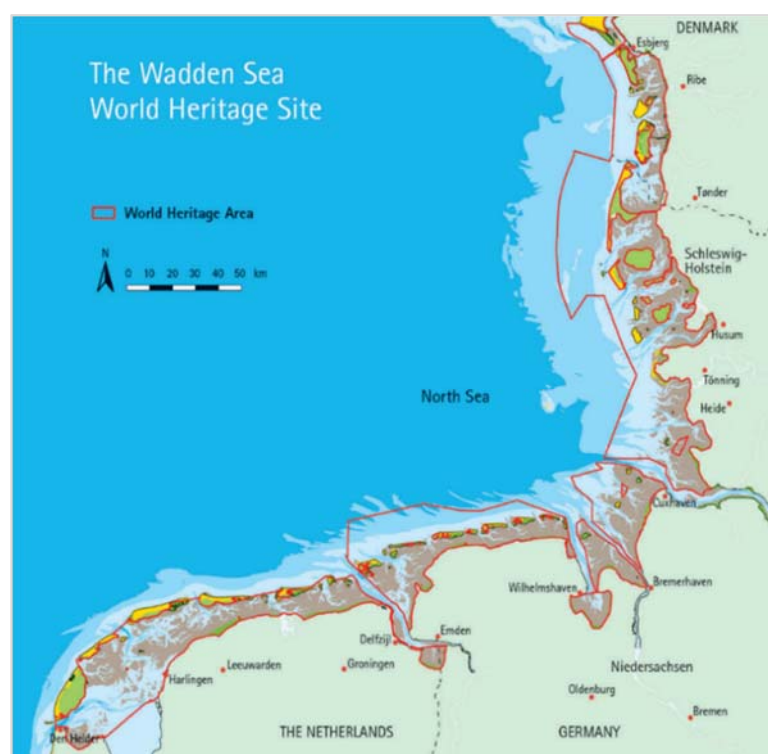 The Wadden Sea
World Heritage Site
World Heritage Area
N
0 10 20 30 40 50 km
North Sea
DENMARK
Esbjerg
Ribe
Tønder
Schleswig-
Holstein
Husum
Tönning
Heide
Cuxhaven
Wilhelmshaven
Bremerhaven
Delfzijl
Emden
Leeuwarden
Groningen
Niedersachsen
Harlingen
Oldenburg
Bremen
Den Helder
THE NETHERLANDS
GERMANY